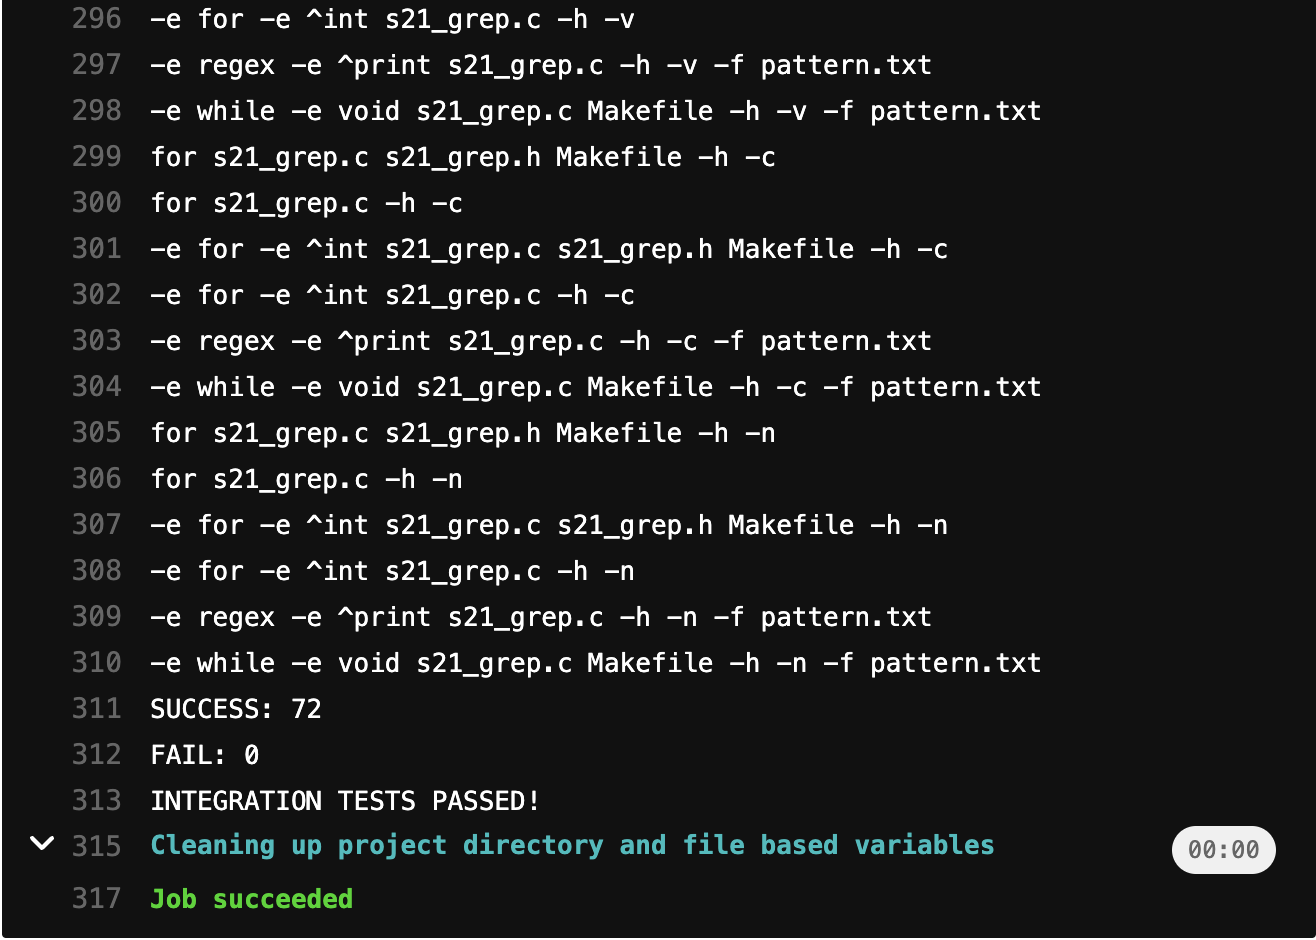 296 -e for -e ^int s21_grep.c -h -v
297 -e regex -e ^print s21_grep.c -h -v -f pattern.txt
298 -e while -e void s21_grep.c Makefile -h -v -f pattern.txt
299 for s21_grep.c s21_grep.h Makefile -h -c
300 for s21_grep.c -h -c
301 -e for -e ^int s21_grep.c s21_grep.h Makefile -h -c
302 -e for -e ^int s21_grep.c -h -c
303 -e regex -e ^print s21_grep.c -h -c -f pattern.txt
304 -e while -e void s21_grep.c Makefile -h -c -f pattern.txt
305 for s21_grep.c s21_grep.h Makefile -h -n
306 for s21_grep.c -h -n
307 -e for -e ^int s21_grep.c s21_grep.h Makefile -h -n
308 -e for -e ^int s21_grep.c -h -n
309 -e regex -e ^print s21_grep.c -h -n -f pattern.txt
310 -e while -e void s21_grep.c Makefile -h -n -f pattern.txt
311 SUCCESS: 72
312 FAIL: 0
313 INTEGRATION TESTS PASSED!
315 Cleaning up project directory and file based variables 00:00
317 Job succeeded